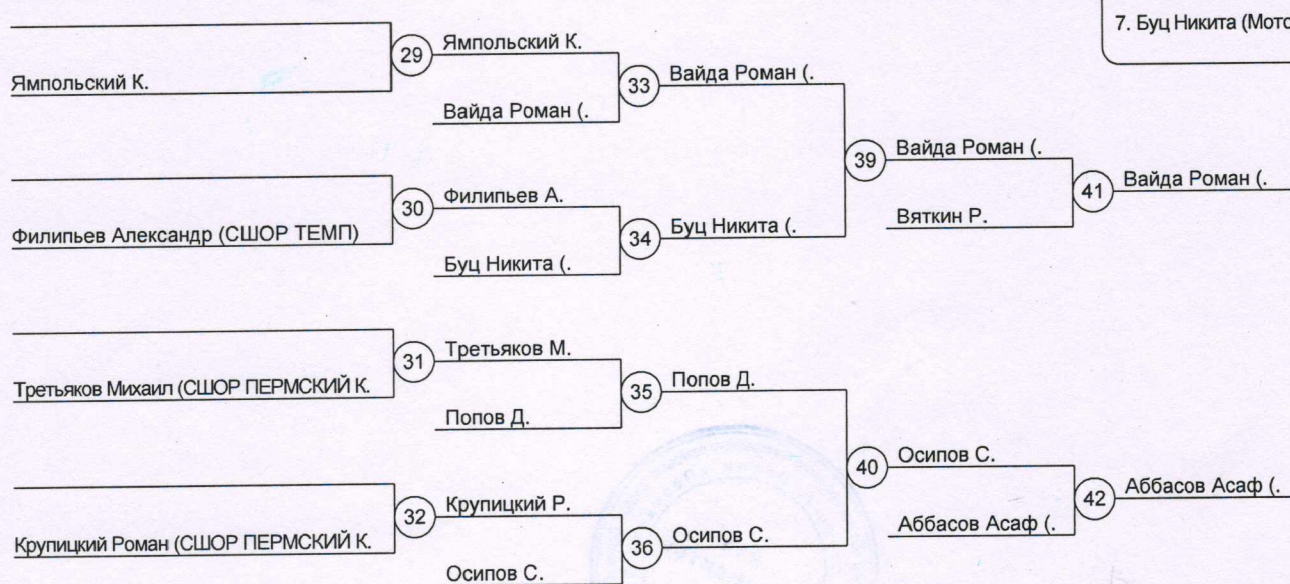 7. Буц Никита (Мото
29
Ямпольский К.
Ямпольский К.
33
Вайда Роман (.
Вайда Роман (.
39
Вайда Роман (.
30
Филипьев А.
41
Вайда Роман (.
Филипьев Александр (СШОР ТЕМП)
34
Буц Никита (.
Вяткин Р.
Буц Никита (.
31
Третьяков М.
Третьяков Михаил (СШОР ПЕРМСКИЙ К.
35
Попов Д.
Попов Д.
40
Осипов С.
32
Крупицкий Р.
42
Аббасов Асаф (.
Крупицкий Роман (СШОР ПЕРМСКИЙ К.
36
Осипов С.
Аббасов Асаф (.
Осипов С.